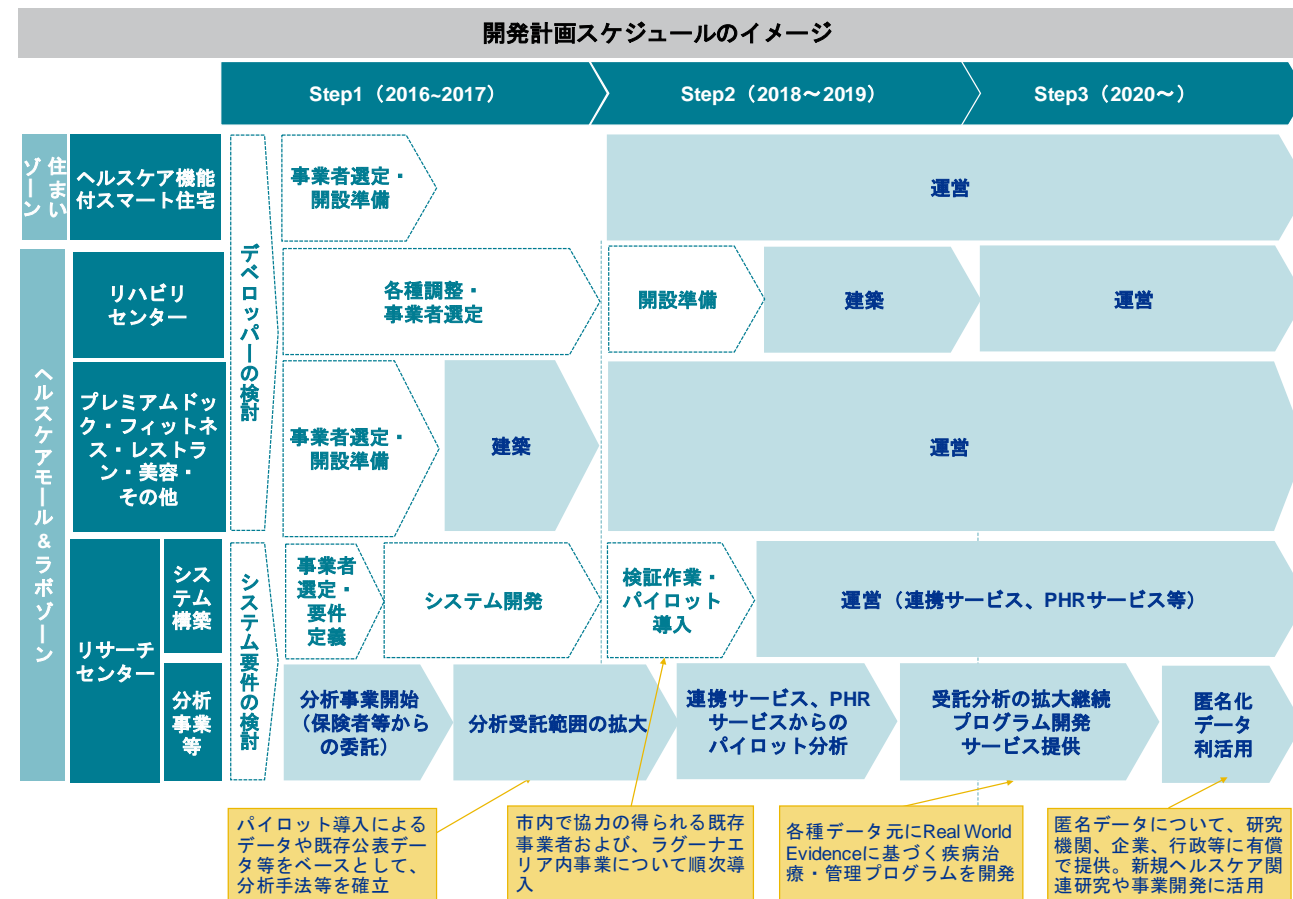 開発計画スケジュールのイメージ
Step1（2016~2017）
Step2（2018～2019）
Step3（2020～）
住まい
ゾーン
ヘルスケア機能
付スマート住宅
デベロッパーの検討
事業者選定・
開設準備
運営
ヘルスケアモール&ラボゾーン
リハビリ
センター
各種調整・
事業者選定
開設準備
建築
運営
プレミアムドッ
ク・フィットネ
ス・レストラ
ン・美容・
その他
事業者選定・
開設準備
建築
運営
リサーチ
センター
シス
テム
構築
システム要件の検討
事業者
選定・
要件
定義
システム開発
検証作業・
パイロット
導入
運営（連携サービス、PHRサービス等）
分析
事業
等
分析事業開始
（保険者等から
の委託）
分析受託範囲の拡大
連携サービス、PHR
サービスからの
パイロット分析
受託分析の拡大継続
プログラム開発
サービス提供
匿名化
データ
利活用
パイロット導入による
データや既存公表デー
タ等をベースとして、
分析手法等を確立
市内で協力の得られる既存
事業者および、ラグーナエ
リア内事業について順次導
入
各種データ元にReal World
Evidenceに基づく疾病治
療・管理プログラムを開発
匿名データについて、研究
機関、企業、行政等に有償
で提供。新規ヘルスケア関
連研究や事業開発に活用